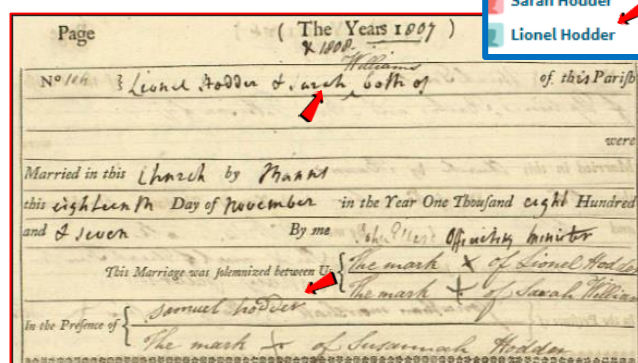 Sarah Hodder
Lionel Hodder
Page ( The Years 1807 )
& 1808
Williams
No 104 } Lionel Hodder & Sarah ‸ both of of this Parish
were
Married in this Church by Banns
this eighteenth Day of November in the Year One Thousand eight Hundred
and & seven By me John Officiating minister
This Marriage was solemnized between Us { The mark X of Lionel Hodder
The mark + of Sarah William
In the Presence of { Samuel hodder
The mark + of Susannah Hodder